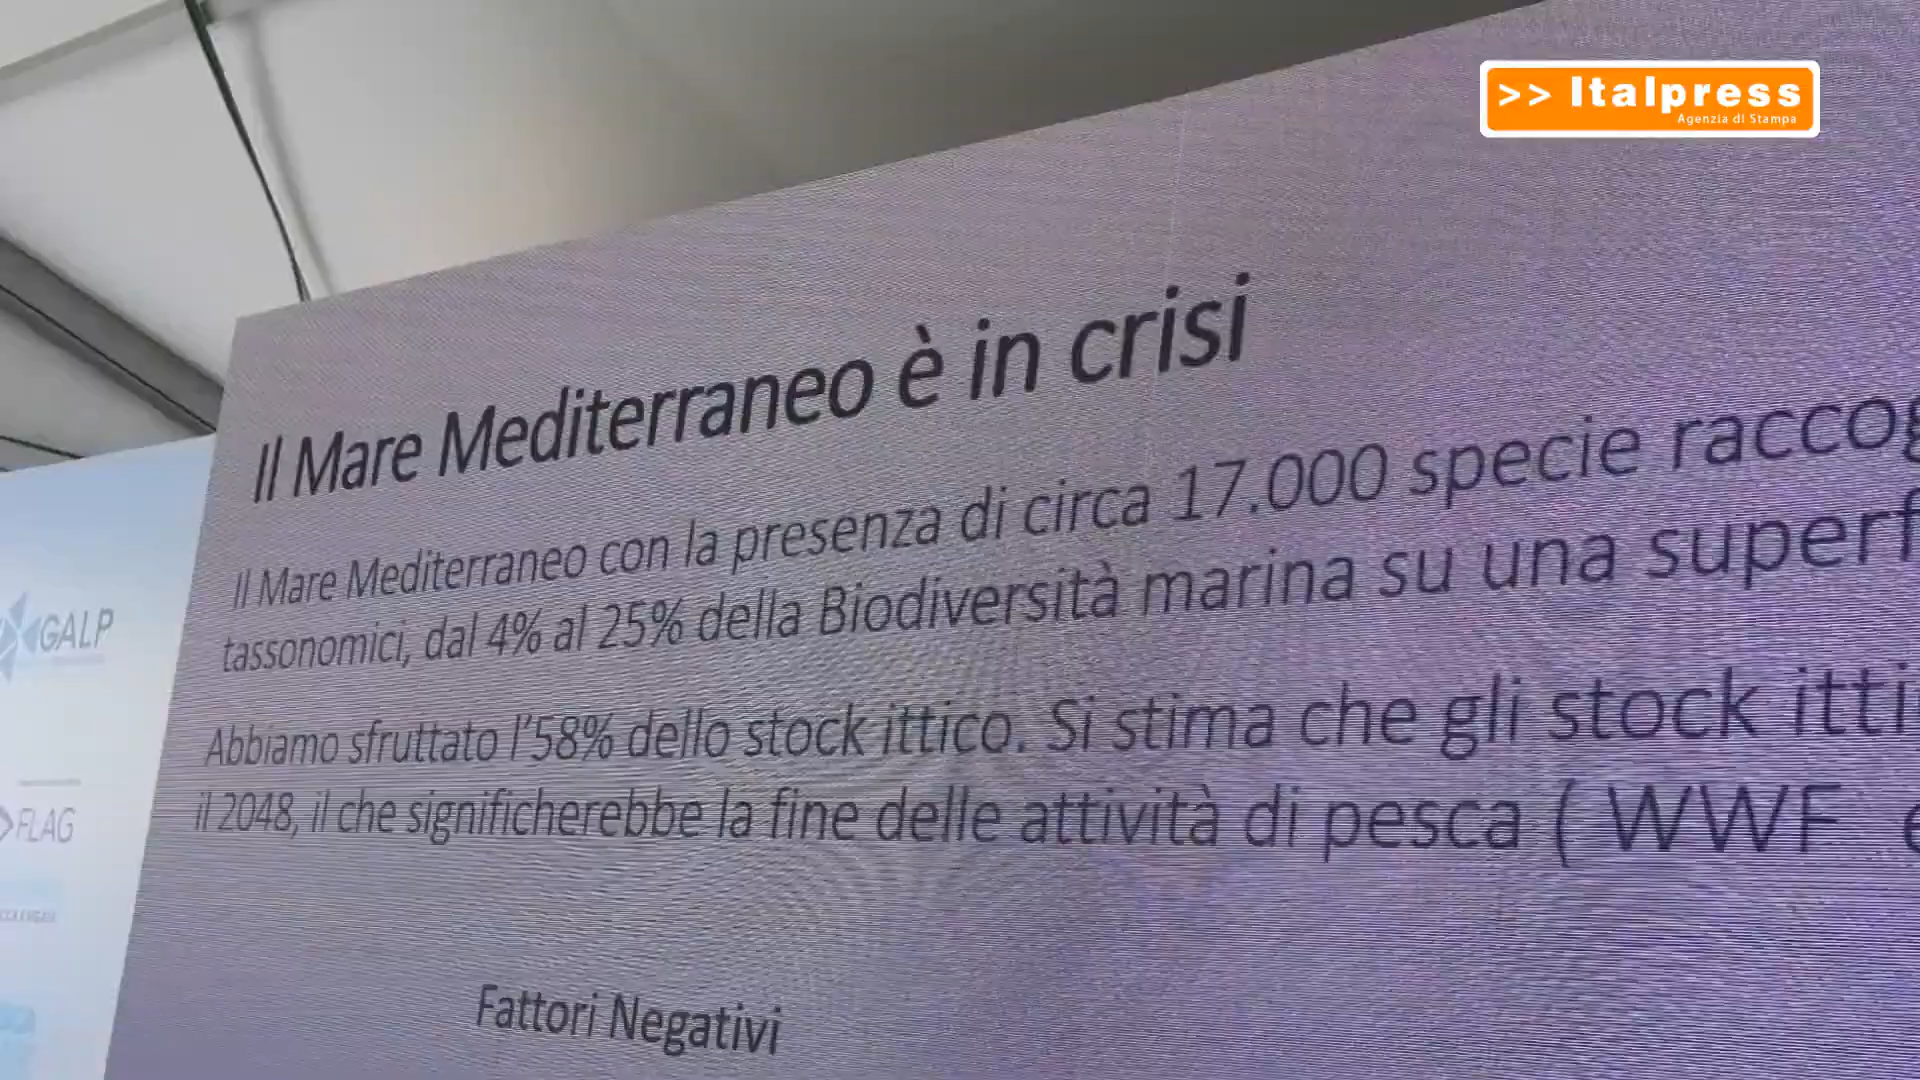 >> Italpress
Agenzia di Stampa
Il Mare Mediterraneo è in crisi
Il Mare Mediterraneo con la presenza di circa 17.000 specie
tassonomici, dal 4% al 25% della Biodiversità marina su una
Abbiamo sfruttato l'58% dello stock ittico. Si stima che gli stock
il 2048, il che significherebbe la fine delle attività di pesca ( WWF
Fattori Negativi
GALP
FLAG